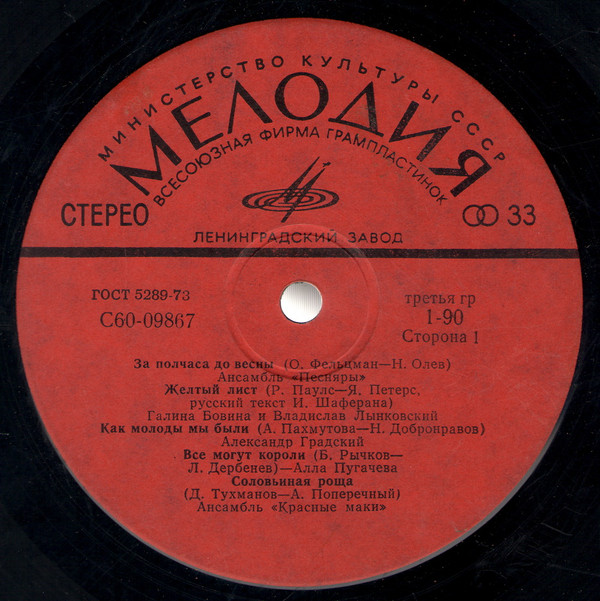 МИНИСТЕРСТВО КУЛЬТУРЫ СССР
МЕЛОДИЯ
ВСЕСОЮЗНАЯ ФИРМА ГРАМПЛАСТИНОК
СТЕРЕО 33
ЛЕНИНГРАДСКИЙ ЗАВОД
ГОСТ 5289-73 третья гр
С60-09867 1-90
Сторона 1
За полчаса до весны (О. Фельцман—Н. Олев)
Ансамбль «Песняры»
Желтый лист (Р. Паулс—Я. Петерс,
русский текст И. Шаферана)
Галина Бовина и Владислав Лынковский
Как молоды мы были (А. Пахмутова—Н. Добронравов)
Александр Градский
Все могут короли (Б. Рычков—
Л. Дербенев)—Алла Пугачева
Соловьиная роща
(Д. Тухманов—А. Поперечный)
Ансамбль «Красные маки»